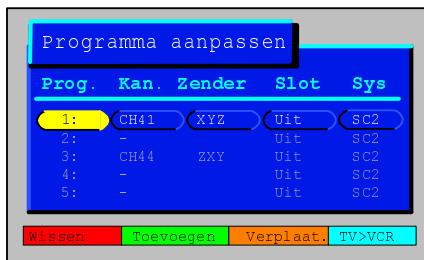 Programma aanpassen
Prog. Kan. Zender Slot Sys
1: CH41 XYZ Uit SC2
2: - Uit SC2
3: CH44 ZXY Uit SC2
4: - Uit SC2
5: - Uit SC2
Wissen Toevoegen Verplaat. TV>VCR